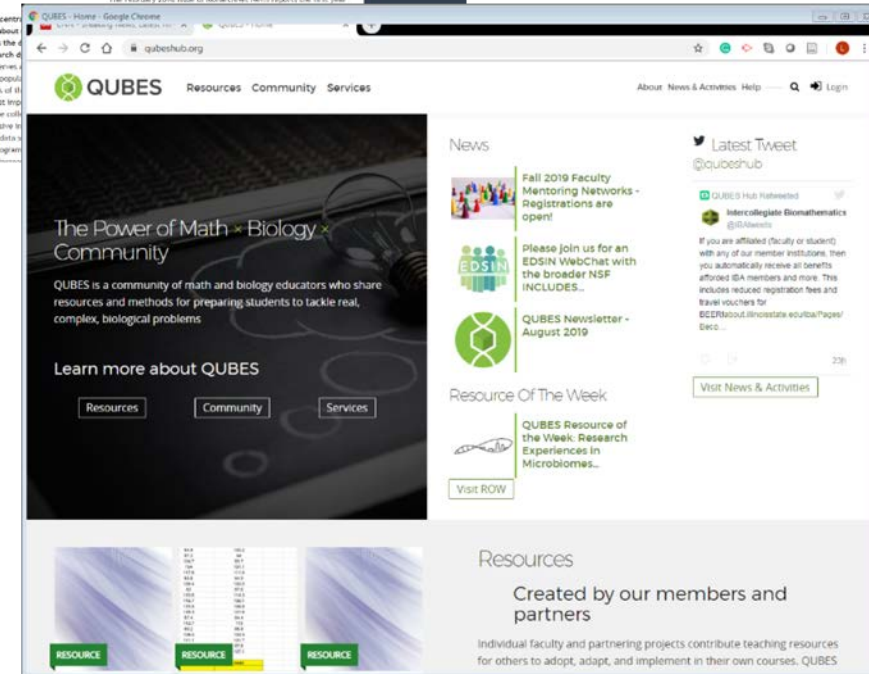 The February 2018 issue of
QUBES - Home - Google Chrome
QUBES - Home
qubeshub.org
QUBES
Resources Community Services
About News & Activities Help
Login
The Power of Math × Biology ×
Community
QUBES is a community of math and biology educators who share
resources and methods for preparing students to tackle real,
complex, biological problems
Learn more about QUBES
Resources
Community
Services
News
Fall 2019 Faculty
Mentoring Networks -
Registrations are
open!
EDSIN
Please join us for an
EDSIN WebChat with
the broader NSF
INCLUDES...
QUBES Newsletter -
August 2019
Resource Of The Week
QUBES Resource of
the Week: Research
Experiences in
Microbiomes...
Visit ROW
Latest Tweet
@qubeshub
QUBES Hub Retweeted
Intercollegiate Biomathematics
If you are affiliated (faculty or student)
with any of our member institutions, then
you automatically receive all benefits
afforded IBA members and more. This
includes reduced registration fees and
travel vouchers for
23h
Visit News & Activities
RESOURCE
RESOURCE
RESOURCE
Resources
Created by our members and
partners
Individual faculty and partnering projects contribute teaching resources
for others to adopt, adapt, and implement in their own courses. QUBES